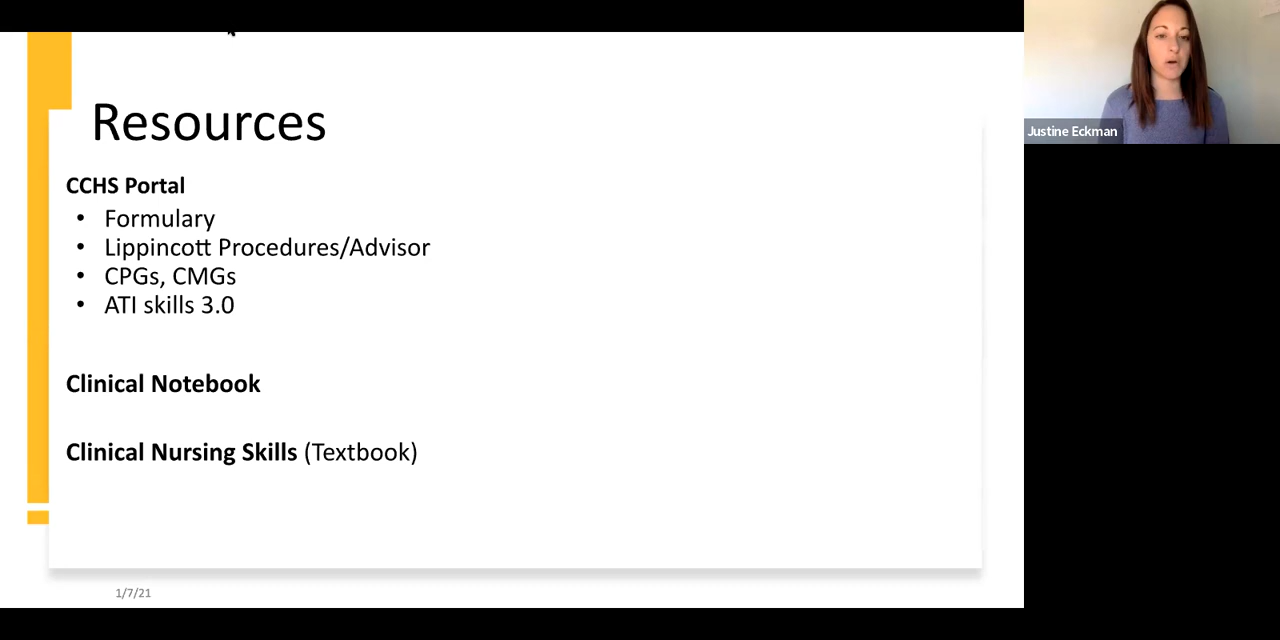 Resources
CCHS Portal
• Formulary
• Lippincott Procedures/Advisor
• CPGs, CMGs
• ATI skills 3.0
Clinical Notebook
Clinical Nursing Skills (Textbook)
1/7/21
Justine Eckman